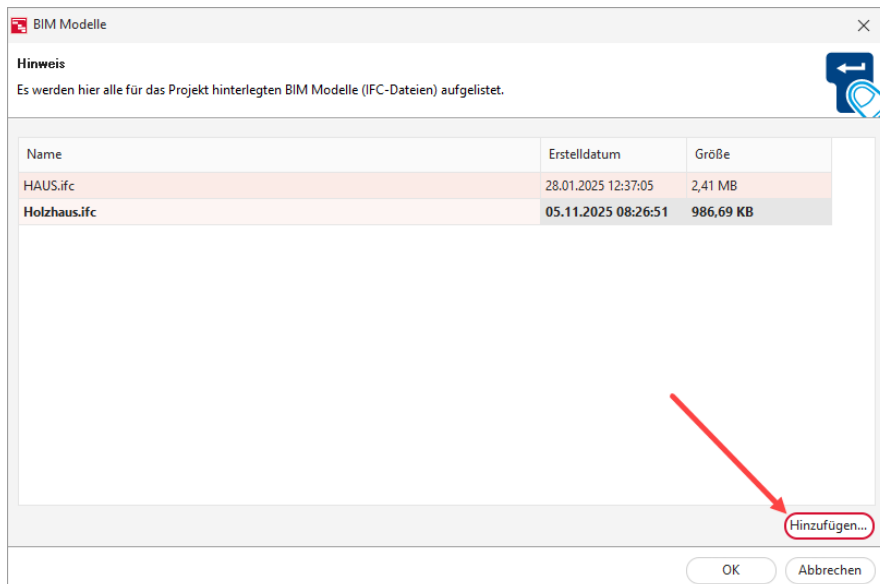 BIM Modelle
Hinweis
Es werden hier alle für das Projekt hinterlegten BIM Modelle (IFC-Dateien) aufgelistet.
Name Erstelldatum Größe
HAUS.ifc 28.01.2025 12:37:05 2,41 MB
Holzhaus.ifc 05.11.2025 08:26:51 986,69 KB
Hinzufügen...
OK Abbrechen